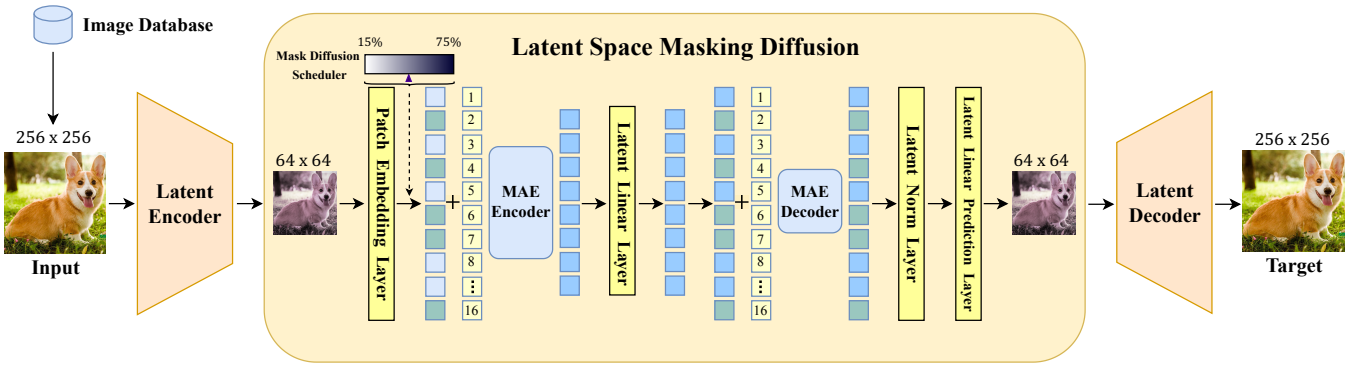 Image Database
256 x 256
Input
Latent
Encoder
Latent Space Masking Diffusion
15%
75%
Mask Diffusion
Scheduler
64 x 64
Patch Embedding Layer
+
1
2
3
4
5
6
7
8
⋮
16
MAE
Encoder
Latent Linear Layer
+
1
2
3
4
5
6
7
8
⋮
16
MAE
Decoder
Latent Norm Layer
Latent Linear Prediction Layer
64 x 64
Latent
Decoder
256 x 256
Target